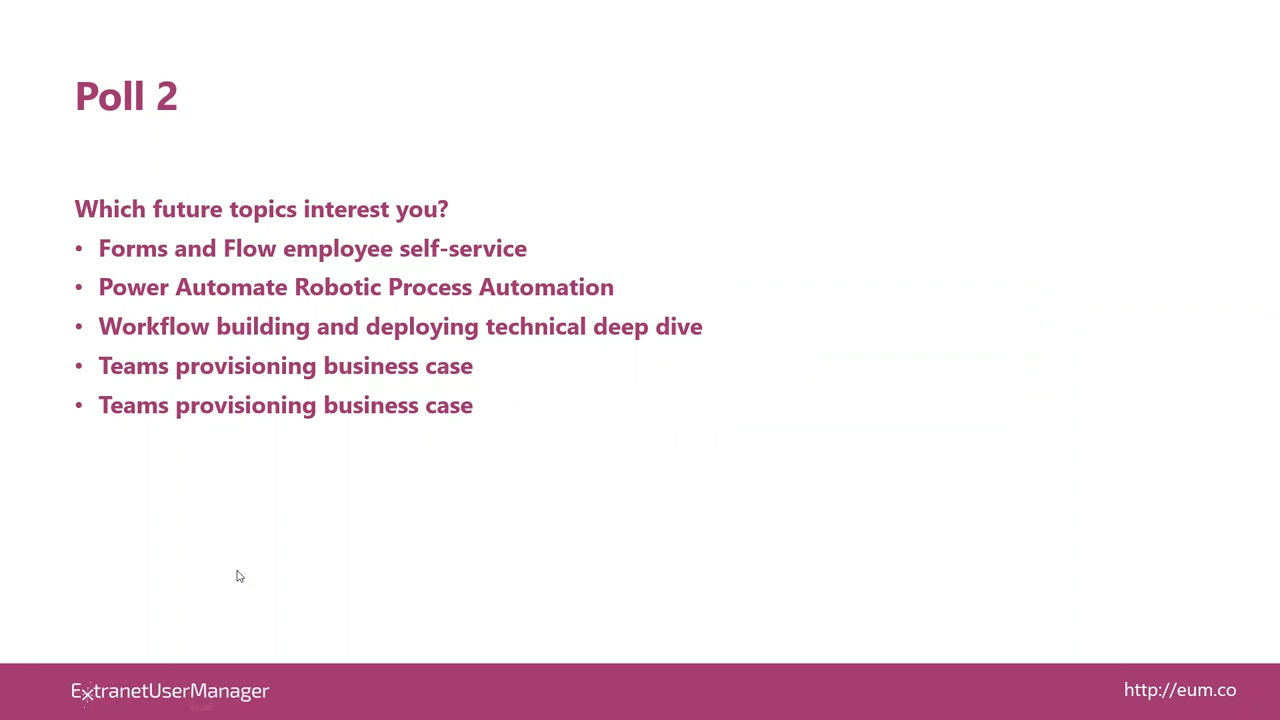 Poll 2
Which future topics interest you?
• Forms and Flow employee self-service
• Power Automate Robotic Process Automation
• Workflow building and deploying technical deep dive
• Teams provisioning business case
• Teams provisioning business case
ExtranetUserManager
http://eum.co